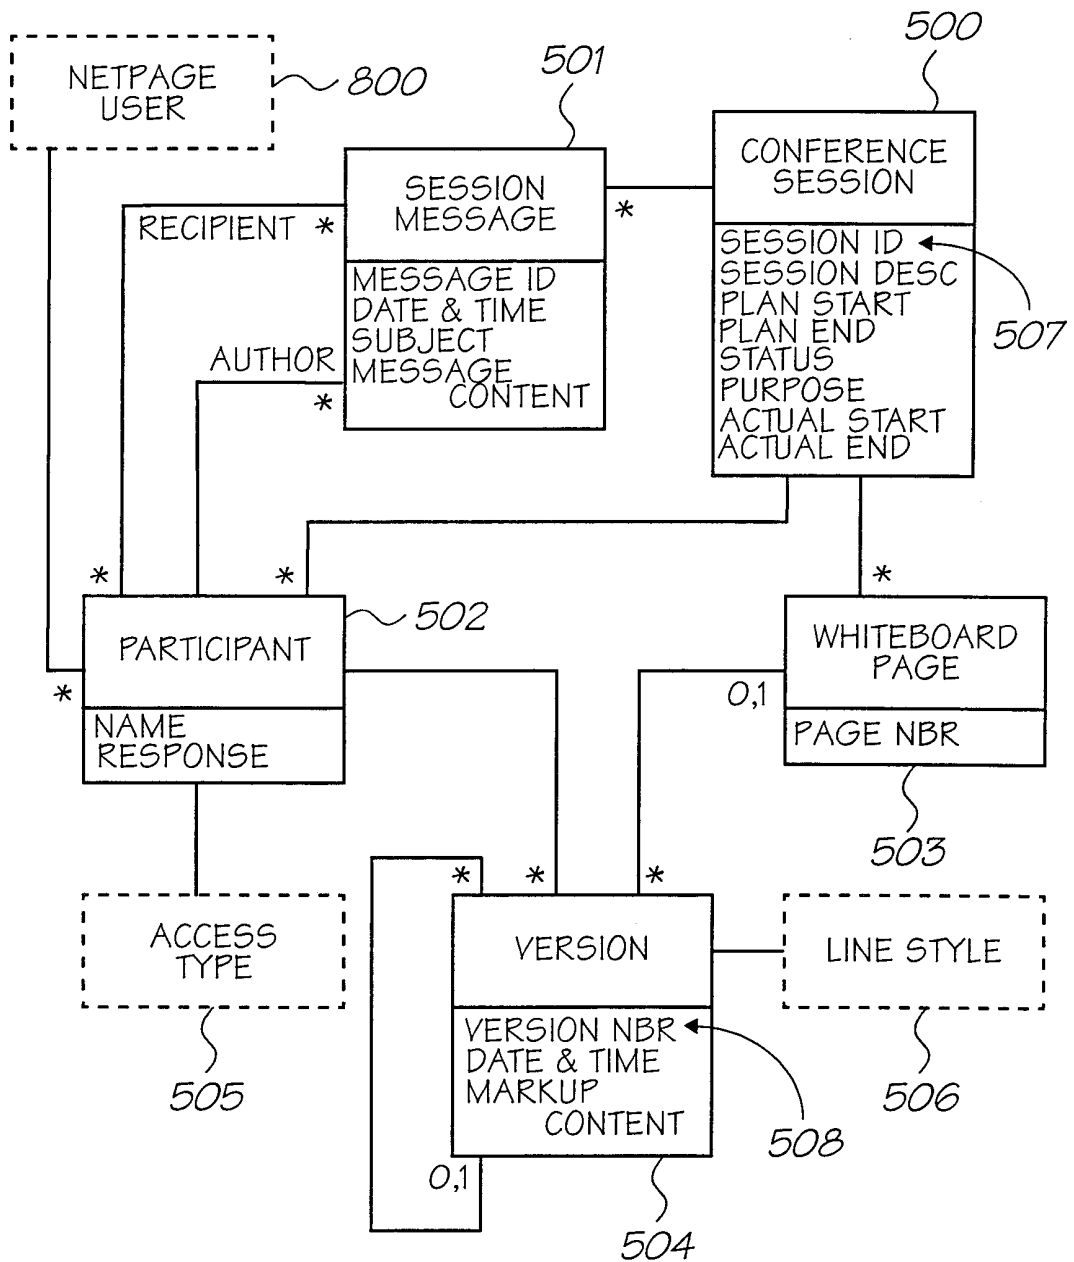 500
501
NETPAGE
USER
800
CONFERENCE
SESSION
SESSION
MESSAGE
*
RECIPIENT *
SESSION ID
SESSION DESC
PLAN START
PLAN END
STATUS
PURPOSE
ACTUAL START
ACTUAL END
507
MESSAGE ID
DATE & TIME
SUBJECT
MESSAGE
CONTENT
AUTHOR
*
*
*
*
502
PARTICIPANT
*
NAME
RESPONSE
WHITEBOARD
PAGE
0,1
PAGE NBR
503
*
*
*
ACCESS
TYPE
505
VERSION
LINE STYLE
506
VERSION NBR
DATE & TIME
MARKUP
CONTENT
508
0,1
504